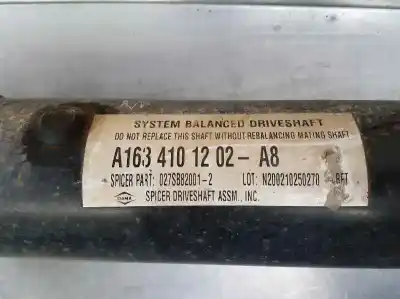 SYSTEM BALANCED DRIVESHAFT
DO NOT REPLACE THIS SHAFT WITHOUT REBALANCING MATING SHAFT
A163 410 12 02- A8
SPICER PART: 027SB82001-2 LOT: N200210250270
SPICER DRIVESHAFT ASSM., INC.